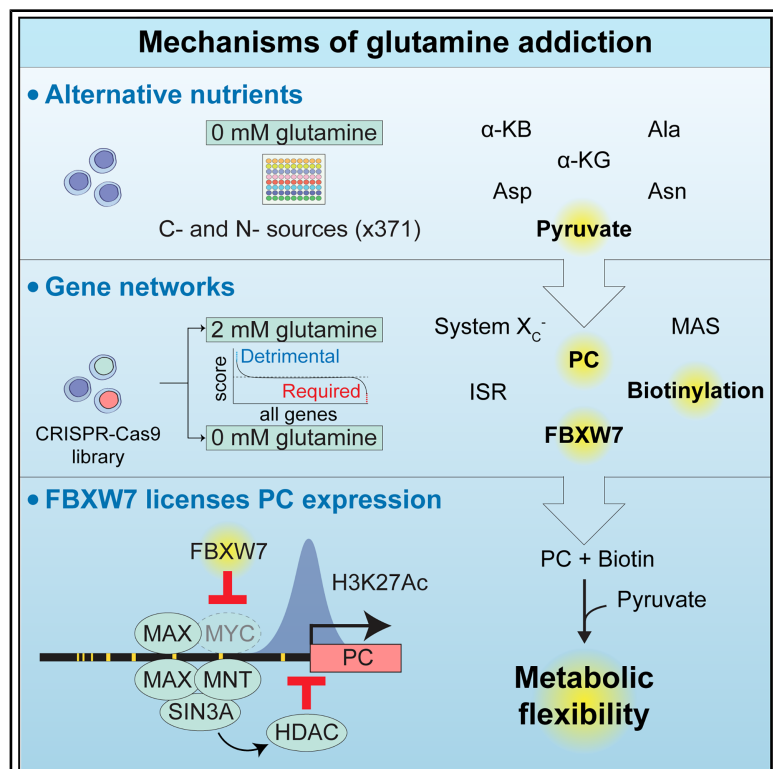 Mechanisms of glutamine addiction
• Alternative nutrients
0 mM glutamine
C- and N- sources (x371)
α-KB
Ala
α-KG
Asp
Asn
Pyruvate
• Gene networks
CRISPR-Cas9
library
2 mM glutamine
score
Detrimental
Required
all genes
0 mM glutamine
System Xc-
MAS
PC
ISR
Biotinylation
FBXW7
• FBXW7 licenses PC expression
FBXW7
H3K27Ac
MAX
MYC
PC
MAX
MNT
SIN3A
HDAC
PC + Biotin
Pyruvate
Metabolic
flexibility